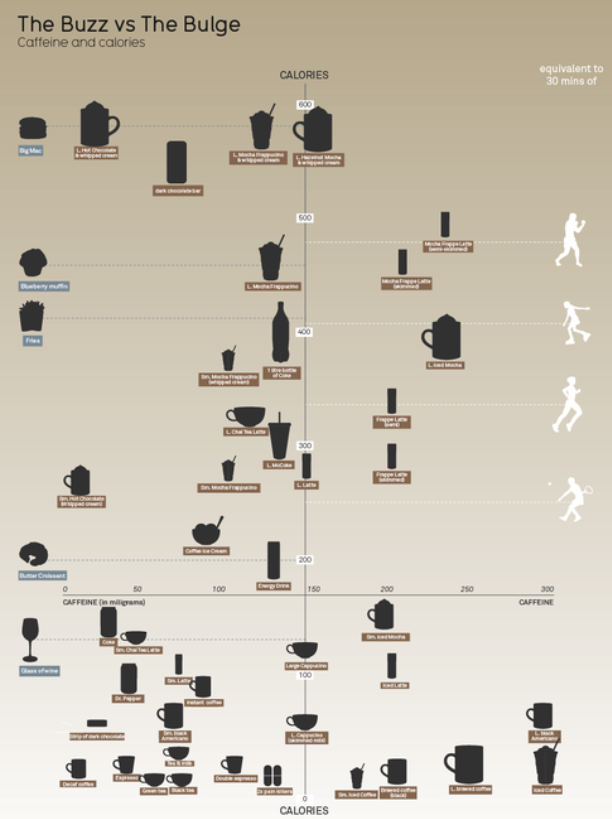 The Buzz vs The Bulge
Caffeine and calories
equivalent to
30 mins of
CALORIES
600
Big Mac
L. Hot Chocolate
& whipped cream
L. Mocha Frappucino
& whipped cream
L. Hazelnut Mocha
& whipped cream
dark chocolate bar
500
Mocha Frappe Latte
(semi-skimmed)
Blueberry muffin
L. Mocha Frappucino
Mocha Frappe Latte
(skimmed)
Fries
400
L. Iced Mocha
Sm. Mocha Frappucino
(whipped cream)
1 litre bottle
of Coke
Frappe Latte
(semi)
L. Chai Tea Latte
300
L. McCoke
Frappe Latte
(skimmed)
Sm. Mocha Frappucino
L. Latte
Sm. Hot Chocolate
(whipped cream)
Coffee Ice Cream
200
Butter Croissant
Energy Drink
0 50 100 150 200 250 300
CAFFEINE (in miligrams)
CAFFEINE
Coke
Sm. Chai Tea Latte
Sm. Iced Mocha
Glass of wine
Large Cappucino
100
Sm. Latte
Iced Latte
Dr. Pepper
Instant coffee
Strip of dark chocolate
Sm. black
Americano
L. Cappucino
(skimmed milk)
L. black
Americano
Tea & milk
Decaf coffee
Espresso
Double espresso
Green tea
Black tea
2x pain killers
Sm. Iced Coffee
Brewed coffee
(black)
L. brewed coffee
Iced Coffee
0
CALORIES